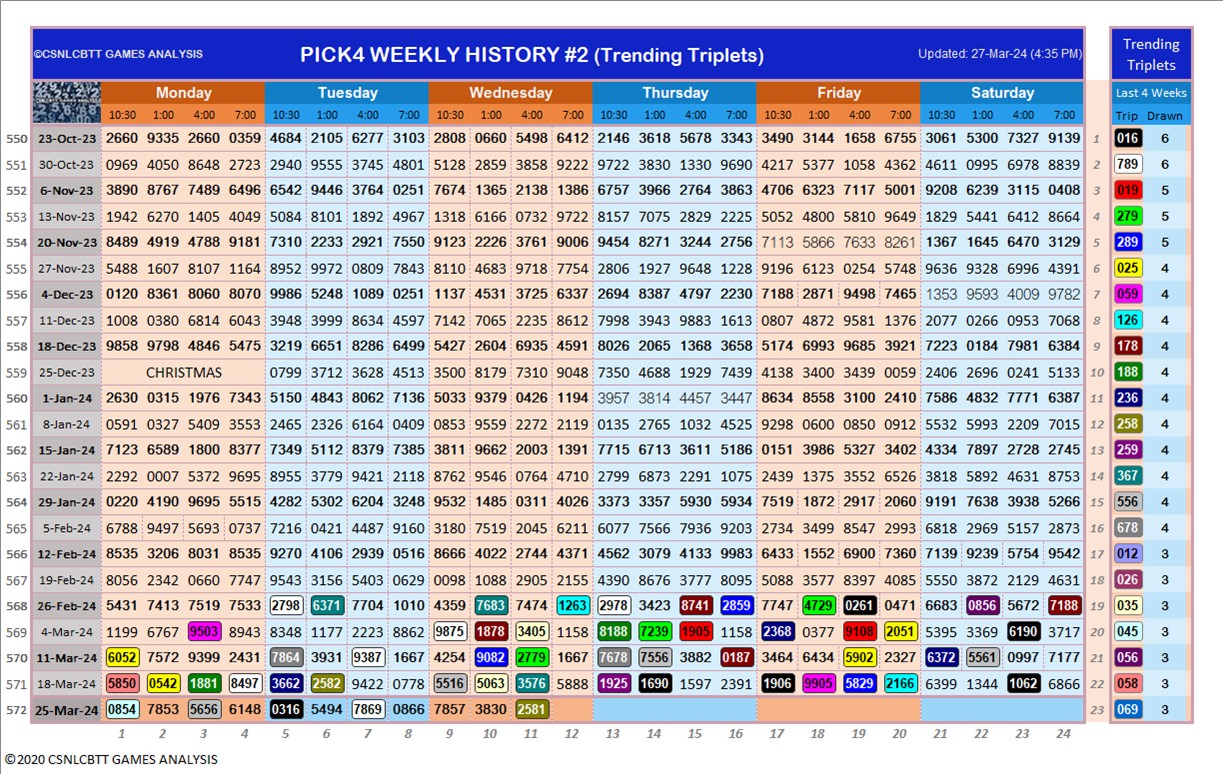 ©CSNLCBTT GAMES ANALYSIS PICK4 WEEKLY HISTORY #2 (Trending Triplets) Updated: 27-Mar-24 (4:35 PM) Trending Triplets
Monday Tuesday Wednesday Thursday Friday Saturday Last 4 Weeks
10:30 1:00 4:00 7:00 10:30 1:00 4:00 7:00 10:30 1:00 4:00 7:00 10:30 1:00 4:00 7:00 10:30 1:00 4:00 7:00 10:30 1:00 4:00 7:00 Trip Drawn
550 23-Oct-23 2660 9335 2660 0359 4684 2105 6277 3103 2808 0660 5498 6412 2146 3618 5678 3343 3490 3144 1658 6755 3061 5300 7327 9139 1 016 6
551 30-Oct-23 0969 4050 8648 2723 2940 9555 3745 4801 5128 2859 3858 9222 9722 3830 1330 9690 4217 5377 1058 4362 4611 0995 6978 8839 2 789 6
552 6-Nov-23 3890 8767 7489 6496 6542 9446 3764 0251 7674 1365 2138 1386 6757 3966 2764 3863 4706 6323 7117 5001 9208 6239 3115 0408 3 019 5
553 13-Nov-23 1942 6270 1405 4049 5084 8101 1892 4967 1318 6166 0732 9722 8157 7075 2829 2225 5052 4800 5810 9649 1829 5441 6412 8664 4 279 5
554 20-Nov-23 8489 4919 4788 9181 7310 2233 2921 7550 9123 2226 3761 9006 9454 8271 3244 2756 7113 5866 7633 8261 1367 1645 6470 3129 5 289 5
555 27-Nov-23 5488 1607 8107 1164 8952 9972 0809 7843 8110 4683 9718 7754 2806 1927 9648 1228 9196 6123 0254 5748 9636 9328 6996 4391 6 025 4
556 4-Dec-23 0120 8361 8060 8070 9986 5248 1089 0251 1137 4531 3725 6337 2694 8387 4797 2230 7188 2871 9498 7465 1353 9593 4009 9782 7 059 4
557 11-Dec-23 1008 0380 6814 6043 3948 3999 8634 4597 7142 7065 2235 8612 7998 3943 9883 1613 0807 4872 9581 1376 2077 0266 0953 7068 8 126 4
558 18-Dec-23 9858 9798 4846 5475 3219 6651 8286 6499 5427 2604 6935 4591 8026 2065 1368 3658 5174 6993 9685 3921 7223 0184 7981 6384 9 178 4
559 25-Dec-23 CHRISTMAS 0799 3712 3628 4513 5600 8179 7310 9048 7350 4688 1929 7439 4138 3400 3439 0059 2406 2696 0241 5133 10 188 4
560 1-Jan-24 2630 0315 1976 7343 5150 4843 8062 7136 5033 9379 0426 1194 3957 3814 4457 3447 8634 8558 3100 2410 7586 4832 7771 6387 11 236 4
561 8-Jan-24 0591 0327 5409 3553 2465 2326 6164 0409 0853 9559 2272 2119 0135 2765 1032 4525 9298 0600 0850 0912 5532 5993 2209 7015 12 258 4
562 15-Jan-24 7123 6589 1800 8377 7349 5112 8379 7383 3811 9662 2003 1391 7715 6713 3611 5186 0151 3986 5327 3402 4334 7897 2728 2745 13 259 4
563 22-Jan-24 2292 0007 5372 9695 8955 3779 9421 2118 8762 9546 0764 4710 2799 6873 2291 1075 2439 1375 3552 6526 3818 5892 4631 8753 14 367 4
564 29-Jan-24 0220 4190 9695 5515 4282 5302 6204 3248 9532 1485 0311 4026 3373 3357 5930 5934 7519 1872 2917 2060 9191 7638 3938 5266 15 556 4
565 5-Feb-24 6788 9497 5693 0737 7216 0421 4487 9160 3180 7519 2045 6211 6077 7566 7936 9203 2734 3499 8547 2993 6818 2969 5157 2873 16 678 4
566 12-Feb-24 8535 3206 8031 8535 9270 4106 2939 0516 8666 4022 2744 4371 4562 3079 4133 9983 6433 1552 6900 7360 7139 9239 5754 9542 17 012 3
567 19-Feb-24 8056 2342 0660 7747 9543 3156 5403 0629 0098 1088 2905 2155 4390 8676 3777 8095 5088 3577 8397 4085 5550 3872 2129 4631 18 026 3
568 26-Feb-24 5431 7413 7519 7533 2798 6371 7704 1010 4359 7683 7474 1263 2978 3423 8741 2859 7747 4729 0261 0471 6683 0856 5672 7188 19 035 3
569 4-Mar-24 1199 6767 9503 8943 8348 1177 2223 8862 9875 1878 3405 1158 8188 7239 1905 1158 2368 0377 9108 2051 5395 3369 6190 3717 20 045 3
570 11-Mar-24 6052 7572 9399 2431 7864 3931 9387 1667 4254 9082 2779 1667 7678 7556 3882 0187 3464 6434 5902 2327 6372 5561 0997 7177 21 056 3
571 18-Mar-24 5850 0542 1881 8497 3662 2582 9422 0778 5516 5063 3576 5888 1925 1690 1597 2391 1906 9905 5829 2166 6399 1344 1062 6866 22 058 3
572 25-Mar-24 0854 7853 5656 6148 0316 5494 7869 0866 7857 3830 2581 23 069 3
1 2 3 4 5 6 7 8 9 10 11 12 13 14 15 16 17 18 19 20 21 22 23 24
©2020 CSNLCBTT GAMES ANALYSIS